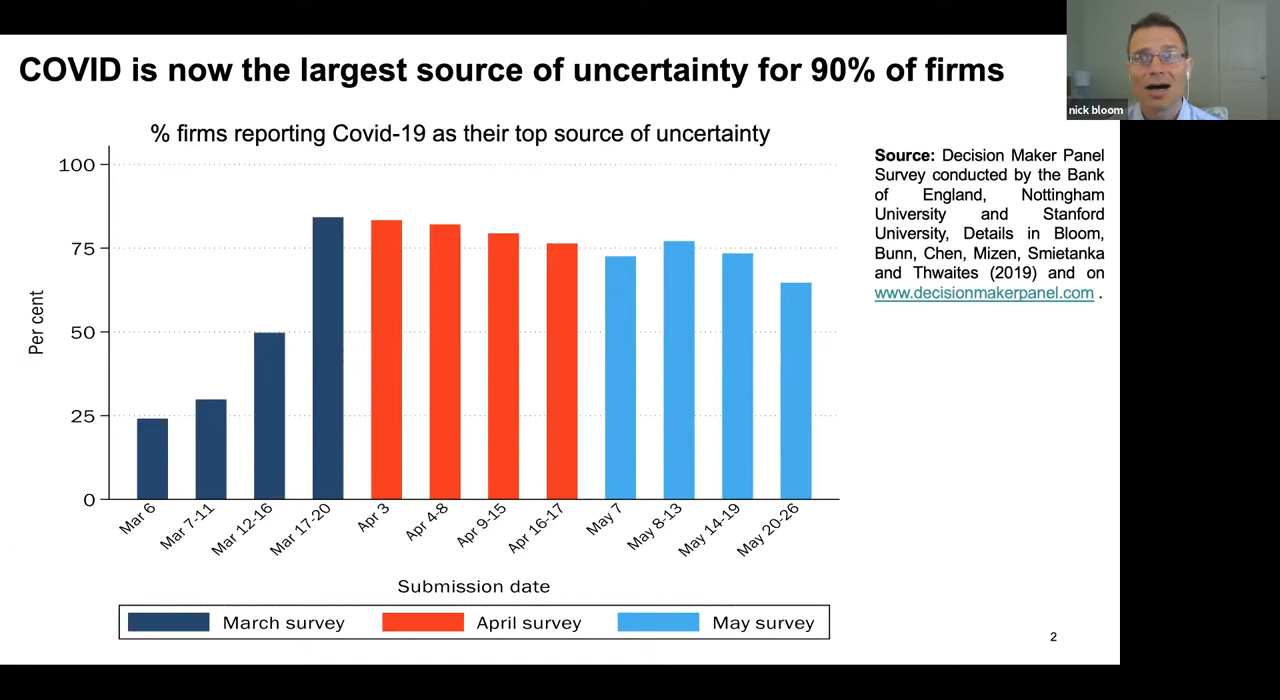 COVID is now the largest source of uncertainty for 90% of firms
nick bloom
% firms reporting Covid-19 as their top source of uncertainty
Source: Decision Maker Panel
Survey conducted by the Bank
of England, Nottingham
University and Stanford
University, Details in Bloom,
Bunn, Chen, Mizen, Smietanka
and Thwaites (2019) and on
www.decisionmakerpanel.com .
Per cent
100
75
50
25
0
Mar 6
Mar 7-11
Mar 12-16
Mar 17-20
Apr 3
Apr 4-8
Apr 9-15
Apr 16-17
May 7
May 8-13
May 14-19
May 20-26
Submission date
March survey
April survey
May survey
2